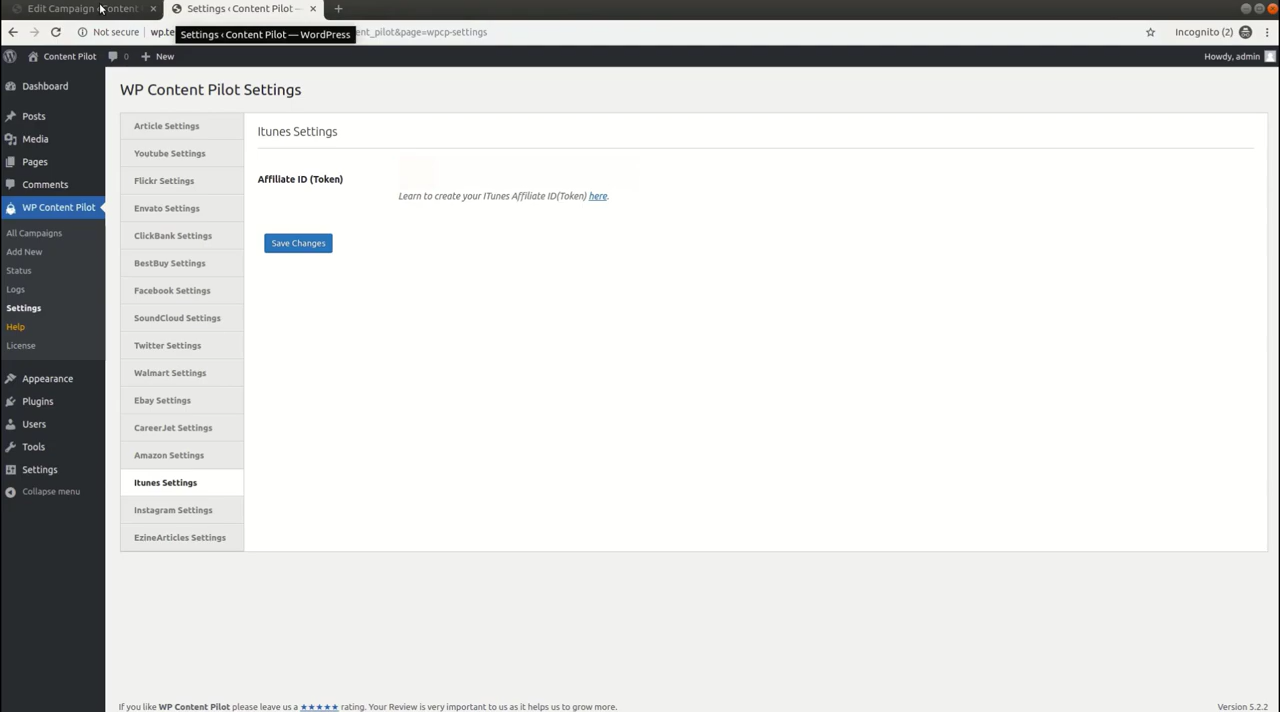 Edit Campaign ‹ Content
Settings ‹ Content Pilot —
Not secure
wp.te
Settings ‹ Content Pilot — WordPress
ent_pilot&page=wpcp-settings
Incognito (2)
Content Pilot
0
New
Howdy, admin
Dashboard
Posts
Media
Pages
Comments
WP Content Pilot
All Campaigns
Add New
Status
Logs
Settings
Help
License
Appearance
Plugins
Users
Tools
Settings
Collapse menu
WP Content Pilot Settings
Article Settings
Youtube Settings
Flickr Settings
Envato Settings
ClickBank Settings
BestBuy Settings
Facebook Settings
SoundCloud Settings
Twitter Settings
Walmart Settings
Ebay Settings
CareerJet Settings
Amazon Settings
Itunes Settings
Instagram Settings
EzineArticles Settings
Itunes Settings
Affiliate ID (Token)
Learn to create your ITunes Affiliate ID(Token) here.
Save Changes
If you like WP Content Pilot please leave us a ★★★★★ rating. Your Review is very important to us as it helps us to grow more.
Version 5.2.2